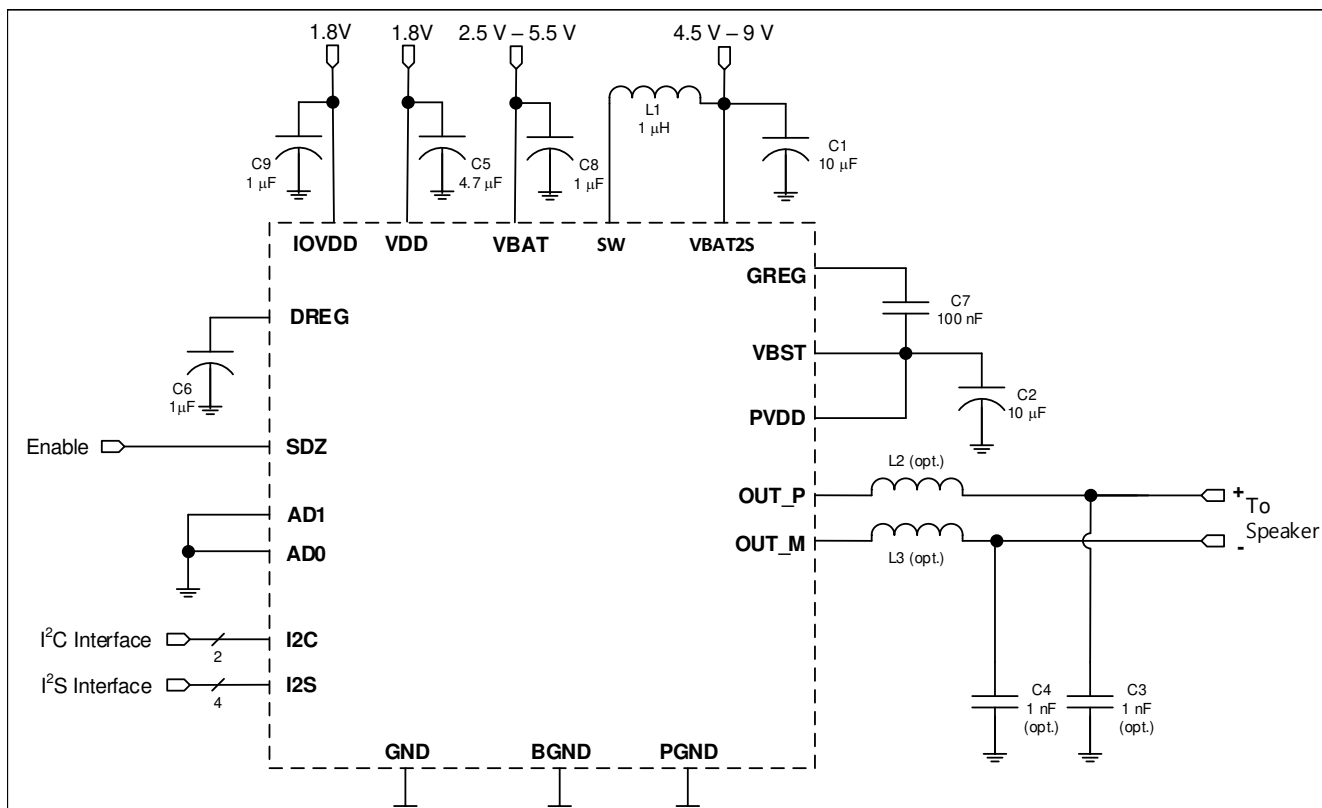 1.8V
1.8V
2.5 V – 5.5 V
4.5 V – 9 V
L1
1 μH
C9
1 μF
C5
4.7 μF
C8
1 μF
C1
10 μF
IOVDD
VDD
VBAT
SW
VBAT2S
GREG
DREG
C7
100 nF
VBST
C6
1μF
C2
10 μF
PVDD
Enable
SDZ
L2 (opt.)
OUT_P
+
To
Speaker
-
AD1
AD0
OUT_M
L3 (opt.)
I²C Interface
2
I2C
I²S Interface
4
I2S
C4
1 nF
(opt.)
C3
1 nF
(opt.)
GND
BGND
PGND